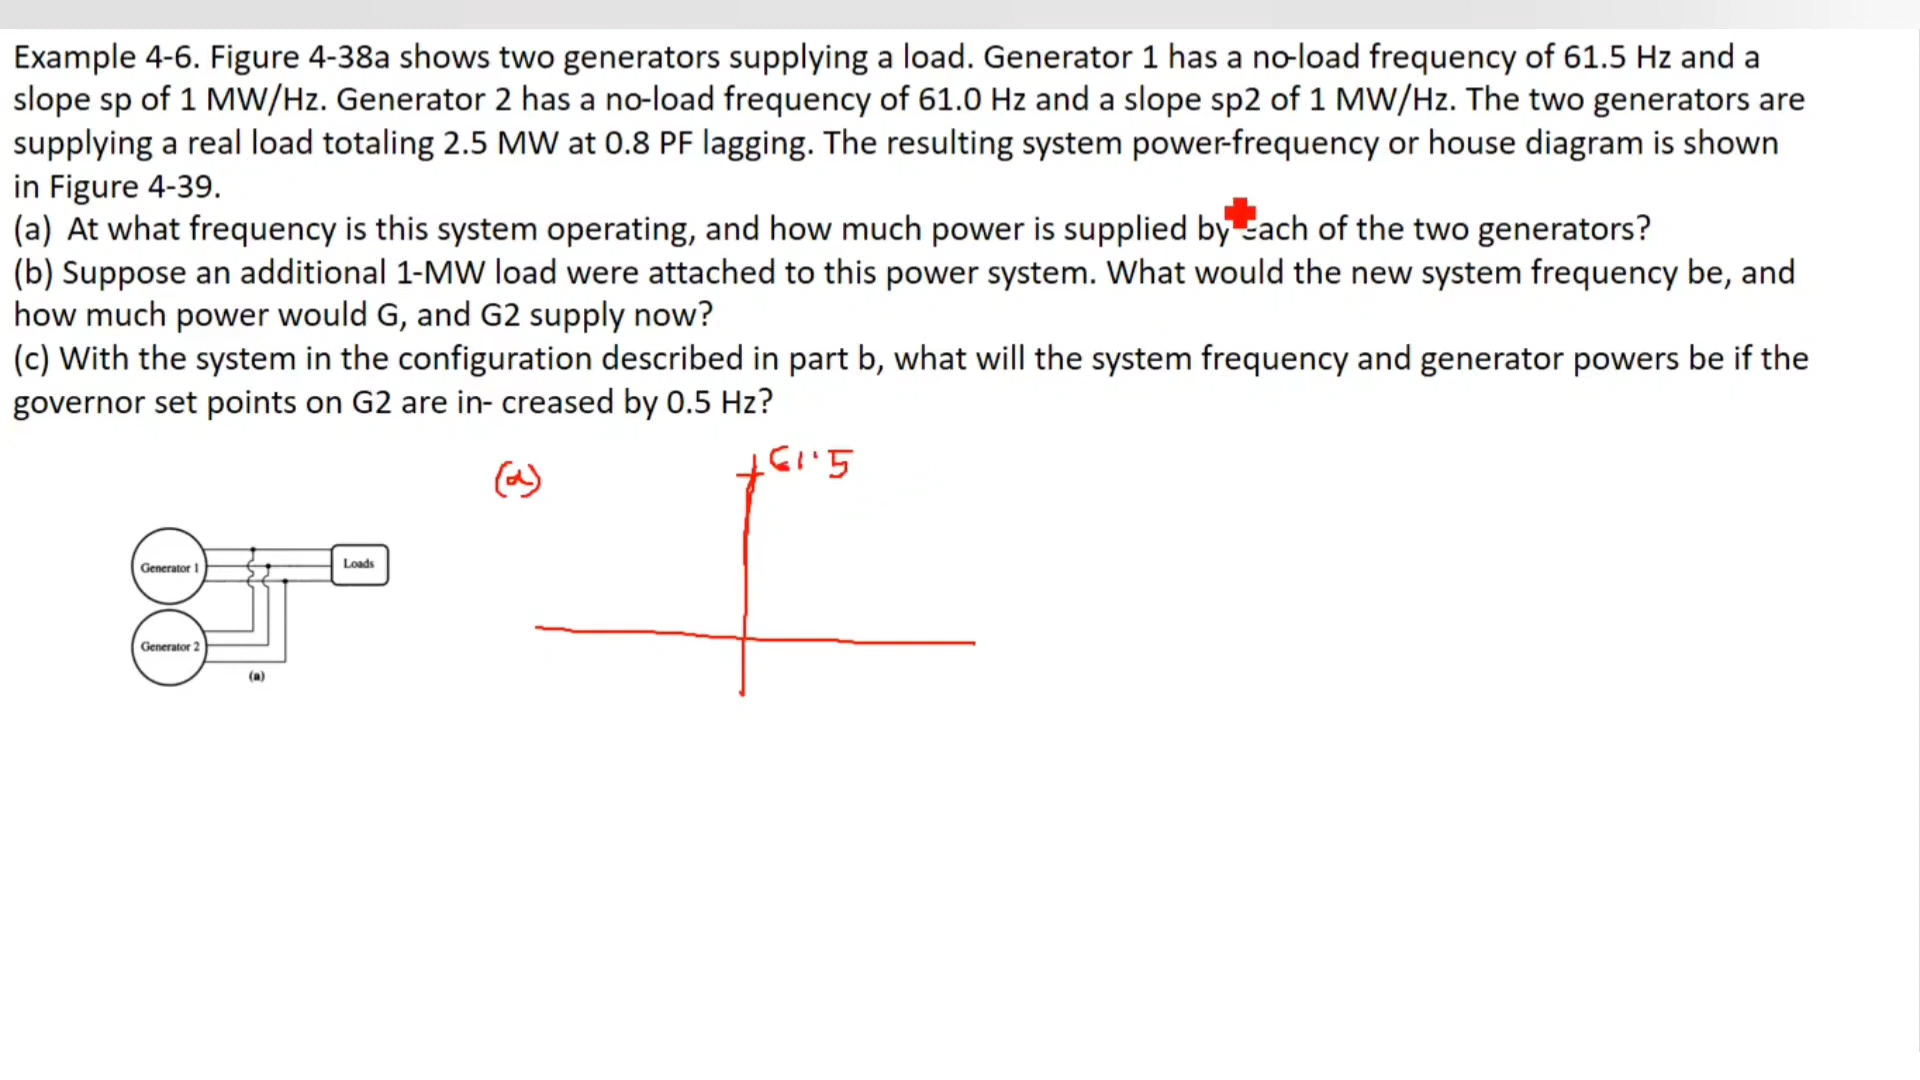 Example 4-6. Figure 4-38a shows two generators supplying a load. Generator 1 has a no-load frequency of 61.5 Hz and a
slope sp of 1 MW/Hz. Generator 2 has a no-load frequency of 61.0 Hz and a slope sp2 of 1 MW/Hz. The two generators are
supplying a real load totaling 2.5 MW at 0.8 PF lagging. The resulting system power-frequency or house diagram is shown
in Figure 4-39.
(a) At what frequency is this system operating, and how much power is supplied by each of the two generators?
(b) Suppose an additional 1-MW load were attached to this power system. What would the new system frequency be, and
how much power would G, and G2 supply now?
(c) With the system in the configuration described in part b, what will the system frequency and generator powers be if the
governor set points on G2 are in- creased by 0.5 Hz?
(a)
61.5
Generator 1
Loads
Generator 2
(a)